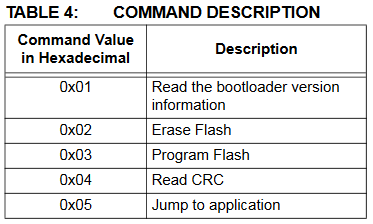 TABLE 4: COMMAND DESCRIPTION
Command Value in Hexadecimal Description
0x01 Read the bootloader version information
0x02 Erase Flash
0x03 Program Flash
0x04 Read CRC
0x05 Jump to application